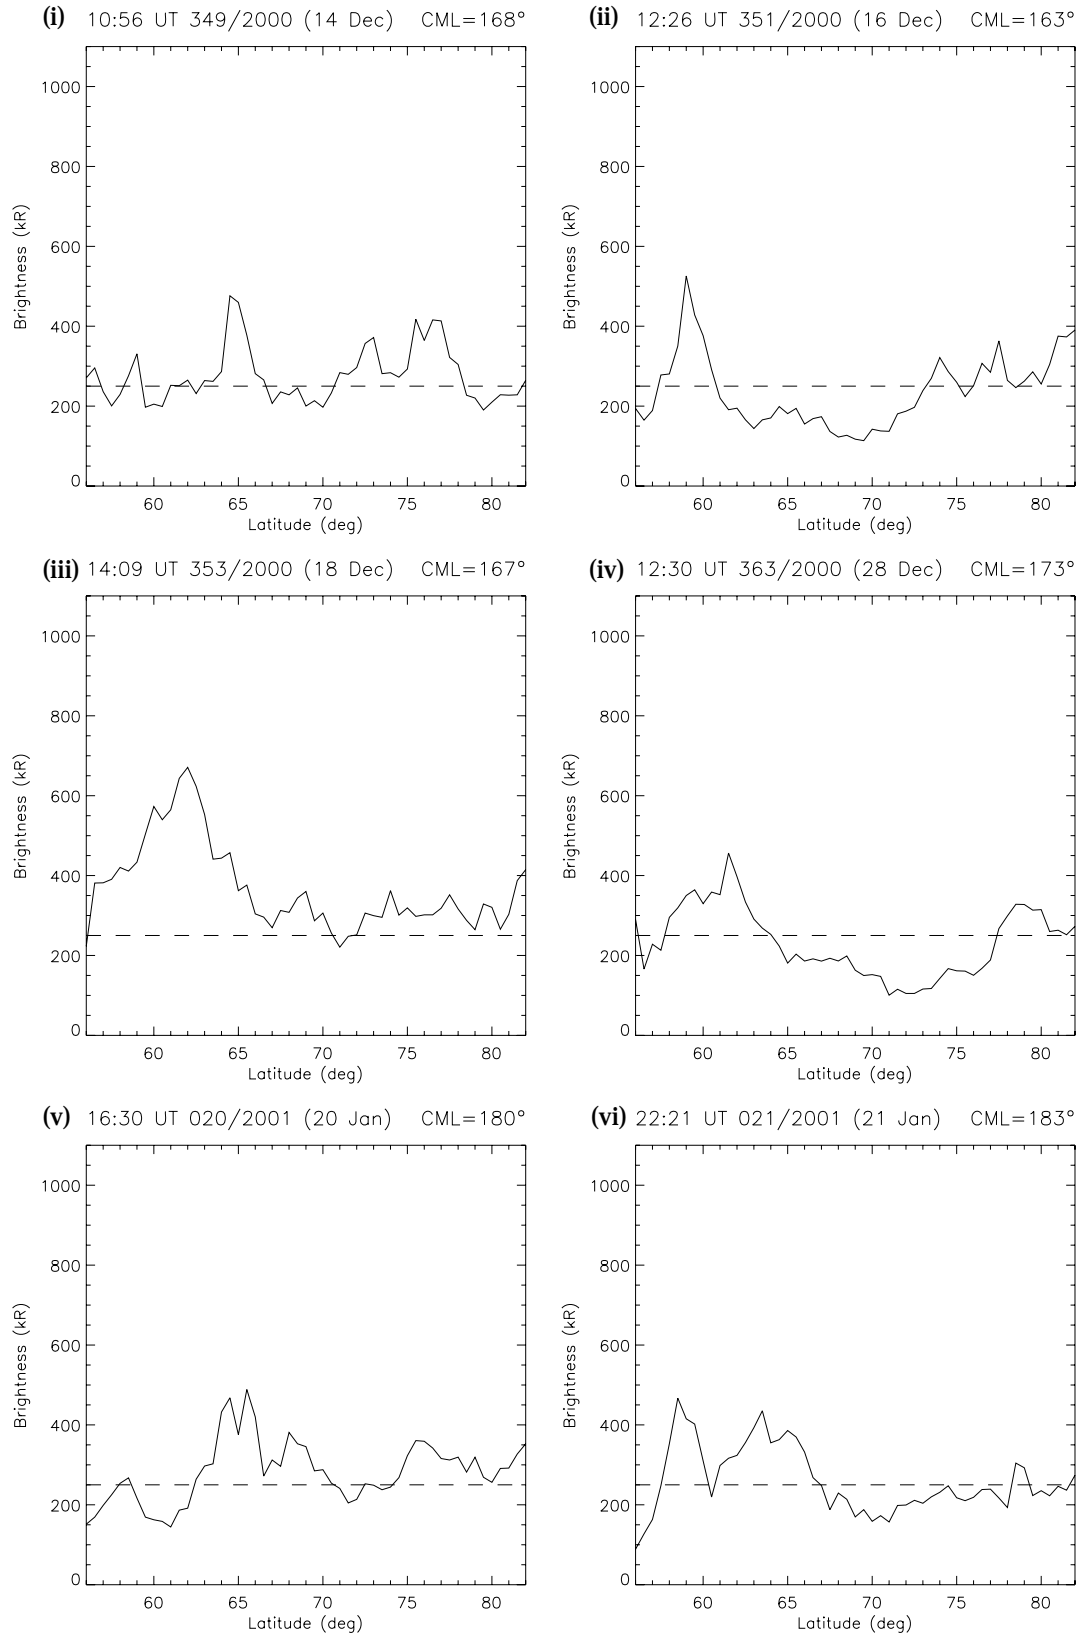 (i) 10:56 UT 349/2000 (14 Dec) CML=168°
1000
800
600
400
200
0
Brightness (kR)
60 65 70 75 80
Latitude (deg)
(ii) 12:26 UT 351/2000 (16 Dec) CML=163°
1000
800
600
400
200
0
Brightness (kR)
60 65 70 75 80
Latitude (deg)
(iii) 14:09 UT 353/2000 (18 Dec) CML=167°
1000
800
600
400
200
0
Brightness (kR)
60 65 70 75 80
Latitude (deg)
(iv) 12:30 UT 363/2000 (28 Dec) CML=173°
1000
800
600
400
200
0
Brightness (kR)
60 65 70 75 80
Latitude (deg)
(v) 16:30 UT 020/2001 (20 Jan) CML=180°
1000
800
600
400
200
0
Brightness (kR)
60 65 70 75 80
Latitude (deg)
(vi) 22:21 UT 021/2001 (21 Jan) CML=183°
1000
800
600
400
200
0
Brightness (kR)
60 65 70 75 80
Latitude (deg)